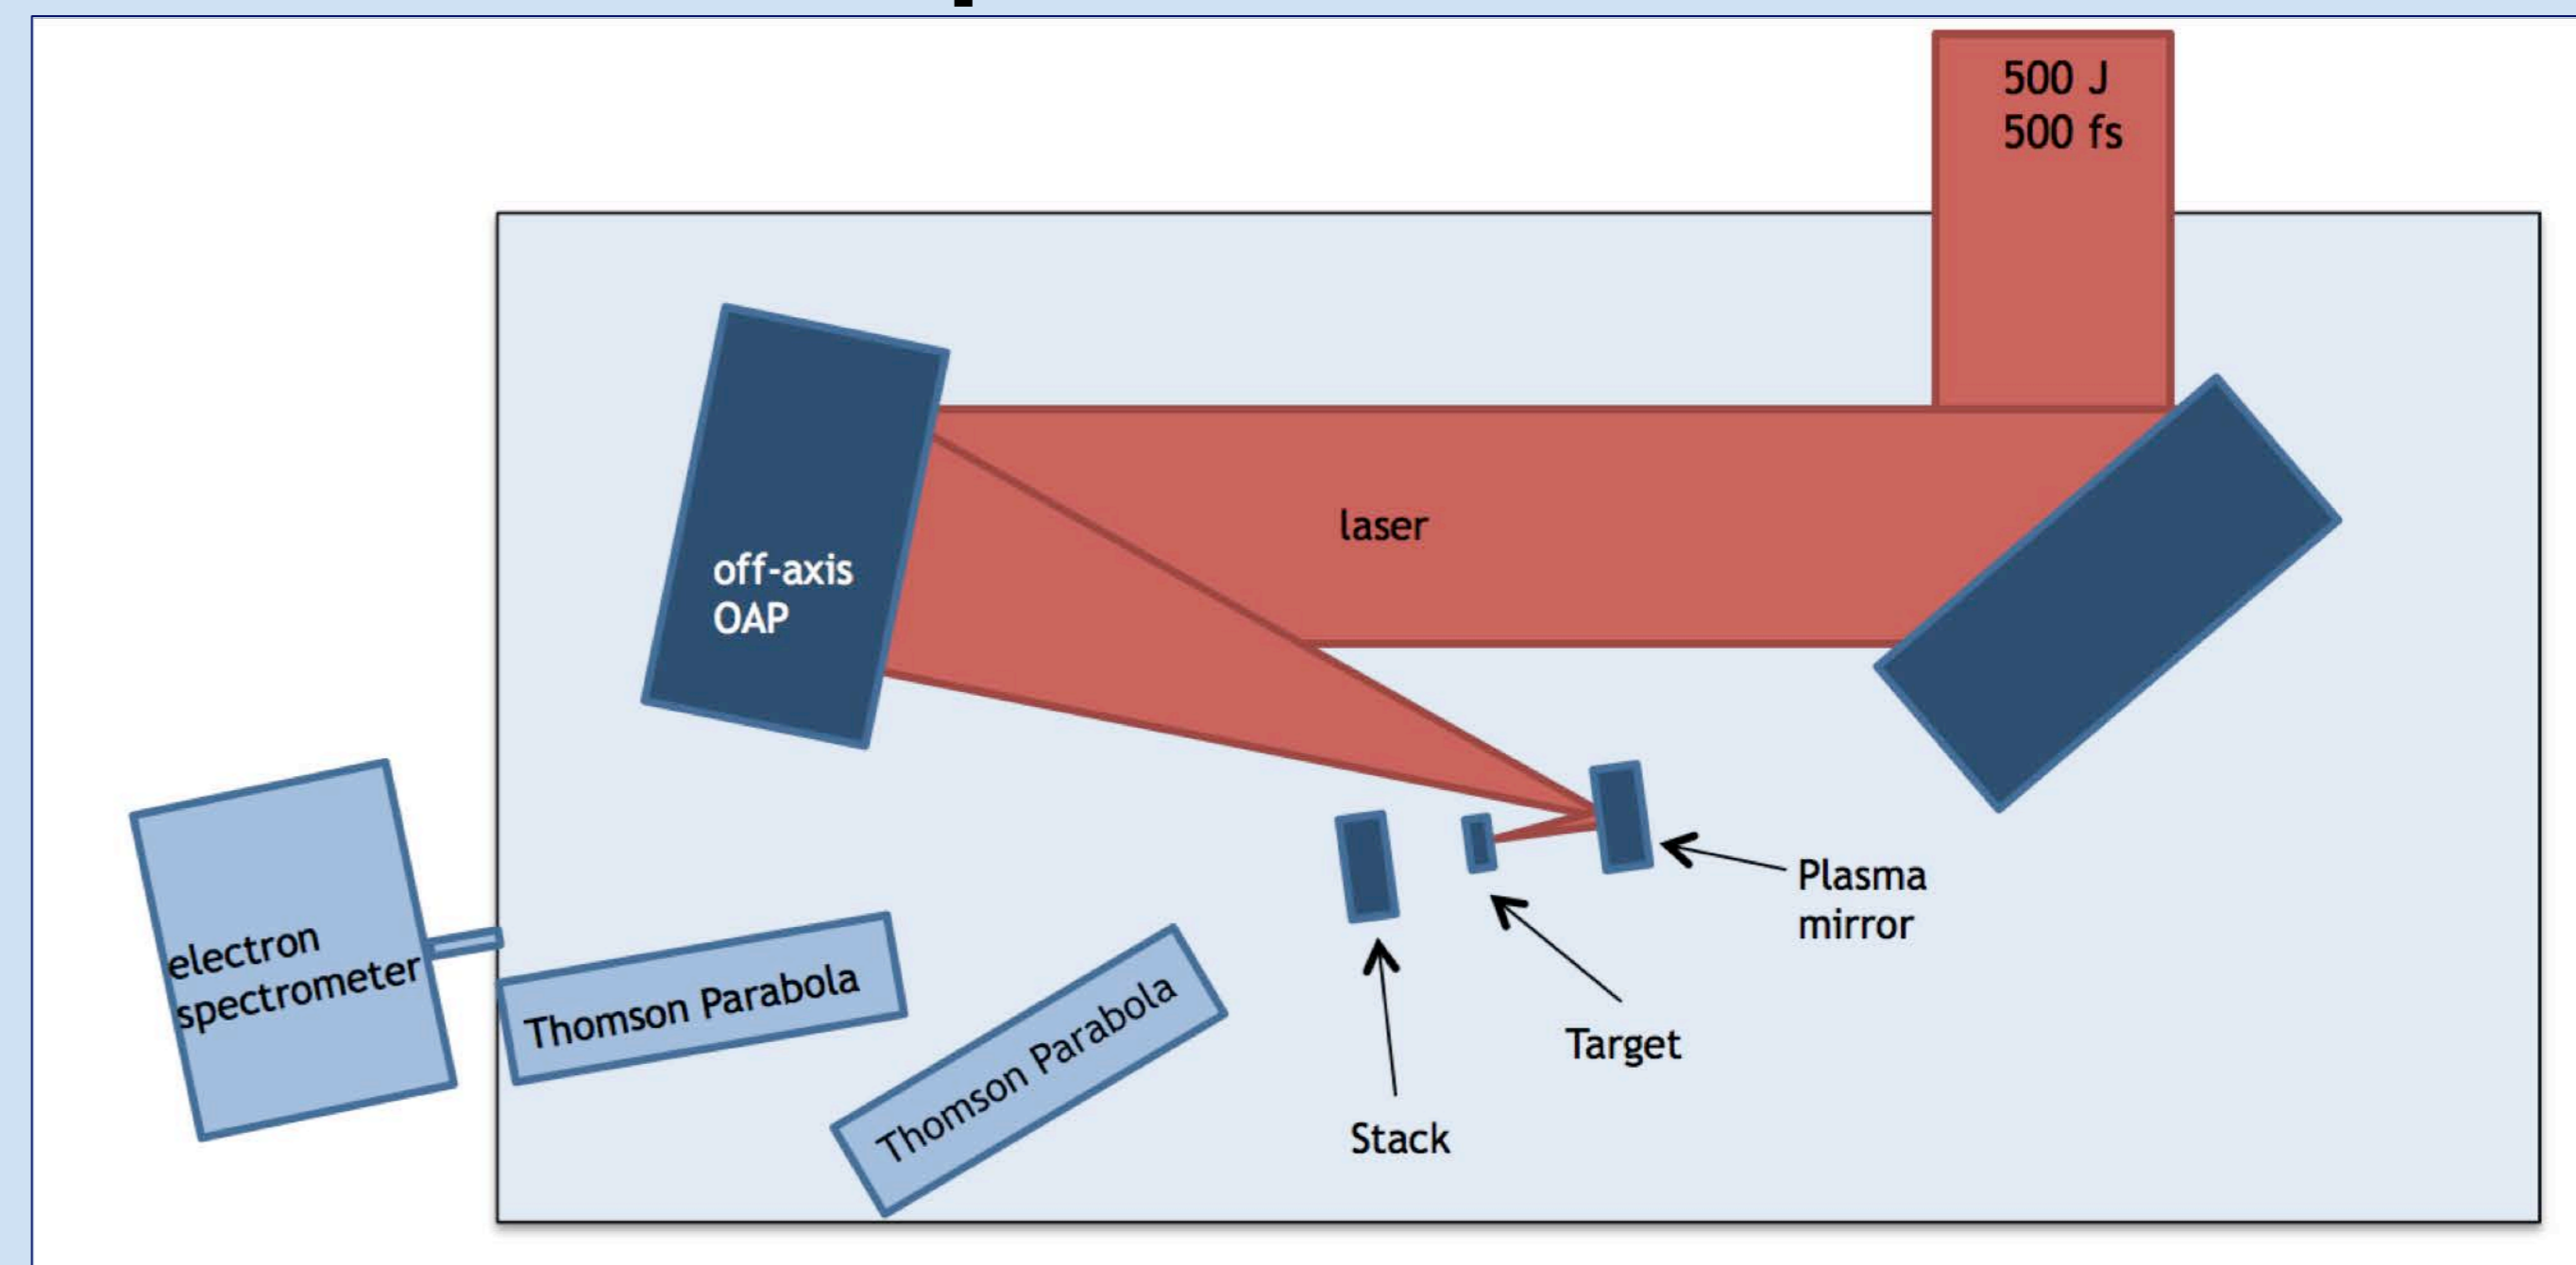 500 J
500 fs
laser
off-axis
OAP
Plasma
mirror
electron
spectrometer
Thomson Parabola
Thomson Parabola
Target
Stack